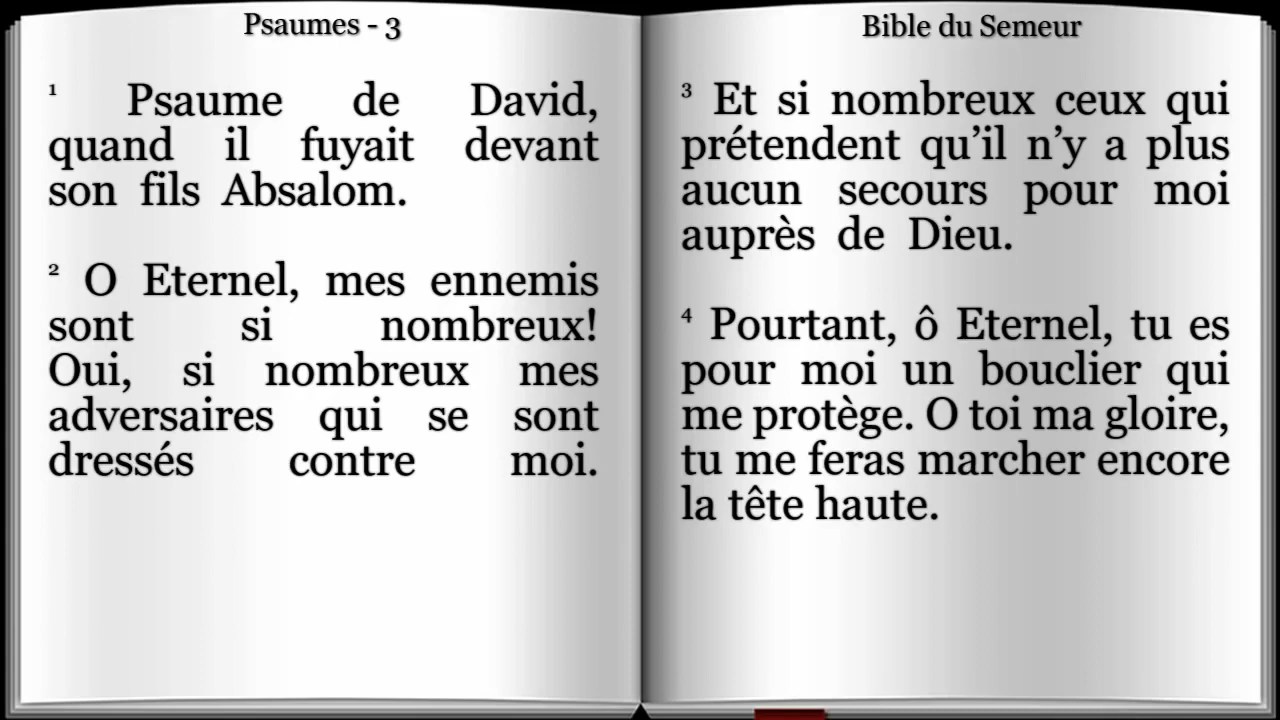 Psaumes - 3
¹ Psaume de David,
quand il fuyait devant
son fils Absalom.
² O Eternel, mes ennemis
sont si nombreux!
Oui, si nombreux mes
adversaires qui se sont
dressés contre moi.
Bible du Semeur
³ Et si nombreux ceux qui
prétendent qu’il n’y a plus
aucun secours pour moi
auprès de Dieu.
⁴ Pourtant, ô Eternel, tu es
pour moi un bouclier qui
me protège. O toi ma gloire,
tu me feras marcher encore
la tête haute.